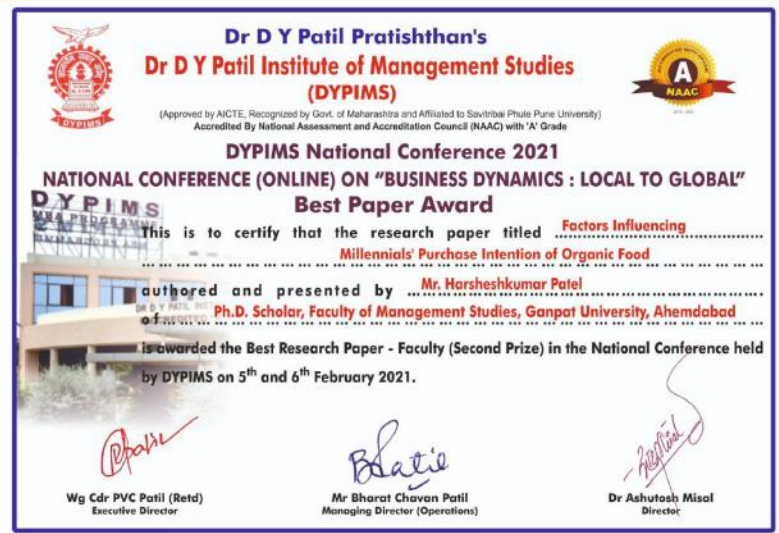 Dr D Y Patil Pratishthan's
Dr D Y Patil Institute of Management Studies
(DYPIMS)
(Approved by AICTE, Recognized by Govt. of Maharashtra and Affiliated to Savitribai Phule Pune University)
Accredited By National Assessment and Accreditation Council (NAAC) with 'A' Grade
DYPIMS
A
NAAC
DYPIMS National Conference 2021
NATIONAL CONFERENCE (ONLINE) ON "BUSINESS DYNAMICS : LOCAL TO GLOBAL"
Best Paper Award
DYPIMS
MBA PROGRAMME
This is to certify that the research paper titled Factors Influencing
Millennials' Purchase Intention of Organic Food
authored and presented by Mr. Harsheshkumar Patel
of Ph.D. Scholar, Faculty of Management Studies, Ganpat University, Ahemdabad
is awarded the Best Research Paper - Faculty (Second Prize) in the National Conference held
by DYPIMS on 5th and 6th February 2021.
Wg Cdr PVC Patil (Retd)
Executive Director
Mr Bharat Chavan Patil
Managing Director (Operations)
Dr Ashutosh Misal
Director